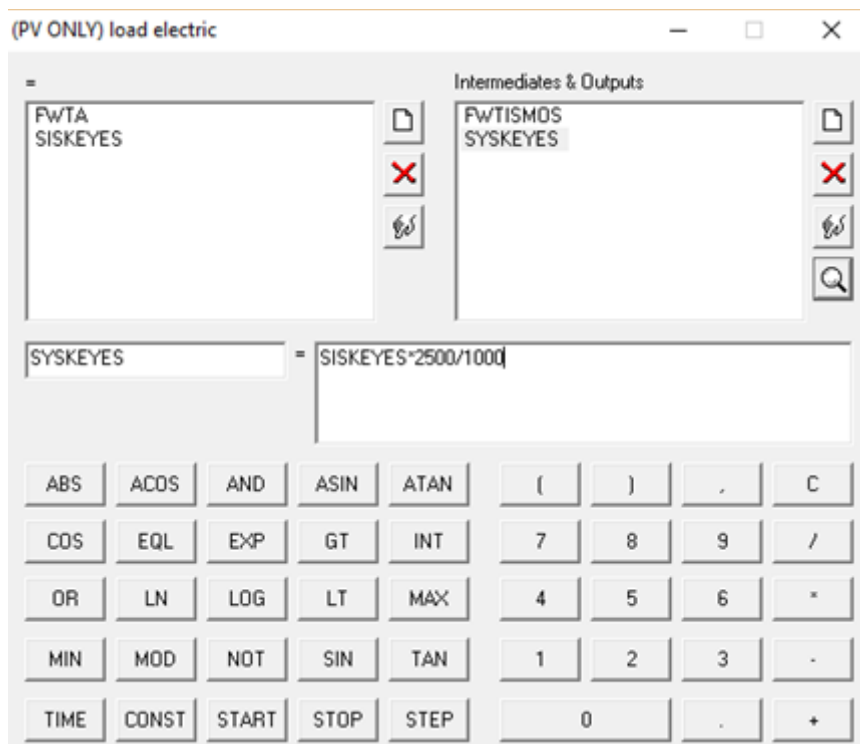 (PV ONLY) load electric
=
Intermediates & Outputs
FWTA
SISKEYES
FWTISMOS
SYSKEYES
SYSKEYES = SISKEYES*2500/1000
ABS ACOS AND ASIN ATAN ( ) , C
COS EQL EXP GT INT 7 8 9 /
OR LN LOG LT MAX 4 5 6 *
MIN MOD NOT SIN TAN 1 2 3 -
TIME CONST START STOP STEP 0 . +